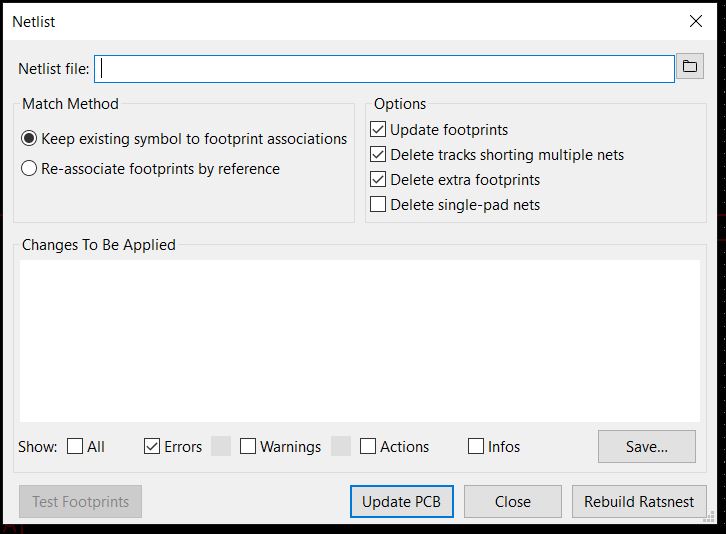 Netlist
Netlist file:
Match Method
Keep existing symbol to footprint associations
Re-associate footprints by reference
Options
Update footprints
Delete tracks shorting multiple nets
Delete extra footprints
Delete single-pad nets
Changes To Be Applied
Show: All Errors Warnings Actions Infos Save...
Test Footprints Update PCB Close Rebuild Ratsnest